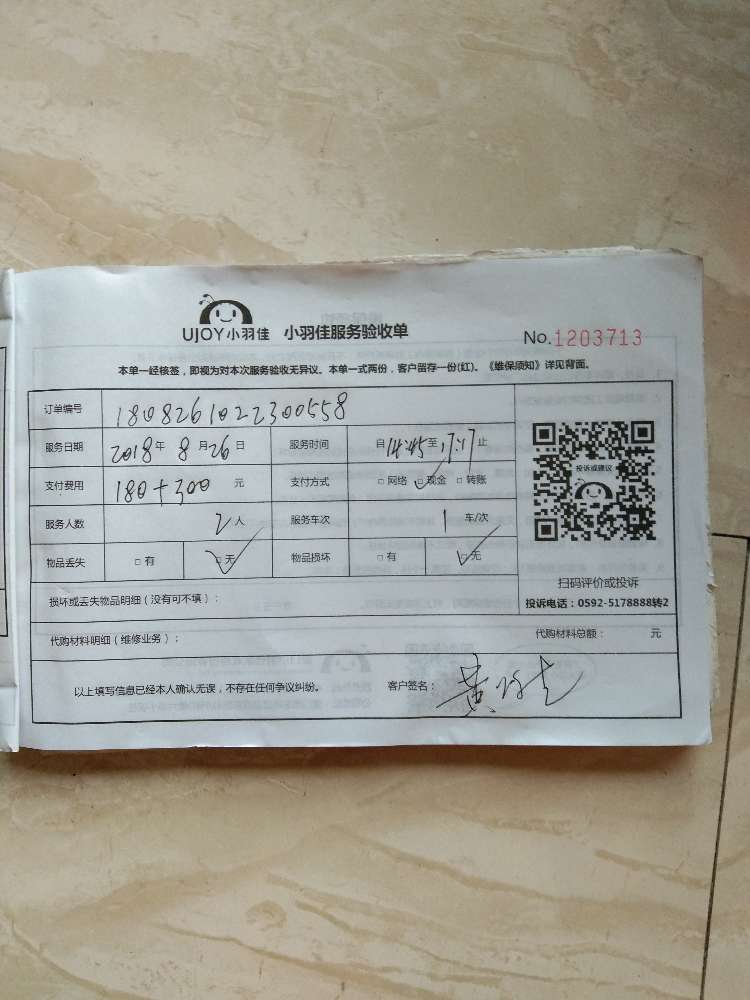 UJOY小羽佳 小羽佳服务验收单 No.1203713
本单一经核签，即视为对本次服务验收无异议。本单一式两份，客户留存一份(红)。《维保须知》详见背面。
订单编号 1808261022300558
服务日期 2018年8月26日 服务时间 自14:45至17:17止
支付费用 180+300元 支付方式 □网络 ☑现金 □转账
服务人数 2人 服务车次 1车/次
物品丢失 □有 ☑无 物品损坏 □有 ☑无
投诉或建议
扫码评价或投诉
投诉电话：0592-5178888转2
损坏或丢失物品明细（没有可不填）：
代购材料明细（维修业务）： 代购材料总额： 元
以上填写信息已经本人确认无误，不存在任何争议纠纷。 客户签名：黄